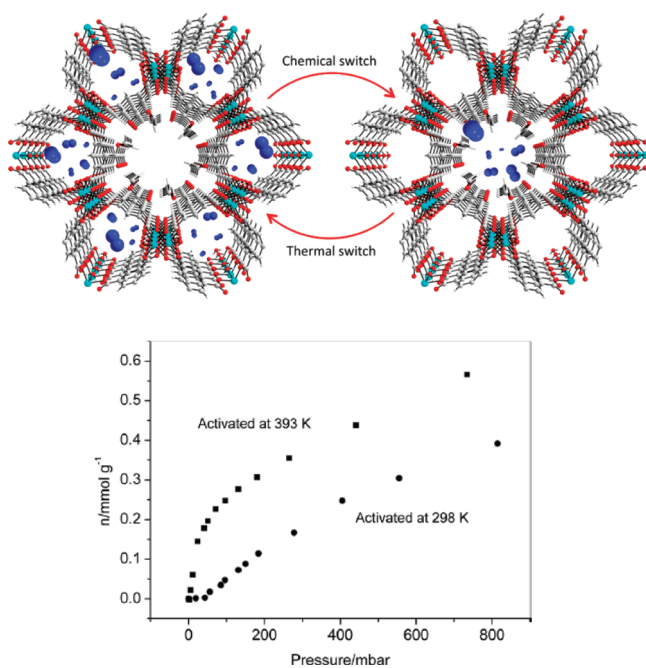 Chemical switch
Thermal switch
0.6
0.5
0.4
0.3
0.2
0.1
0.0
n/mmol g⁻¹
Activated at 393 K
Activated at 298 K
0 200 400 600 800
Pressure/mbar